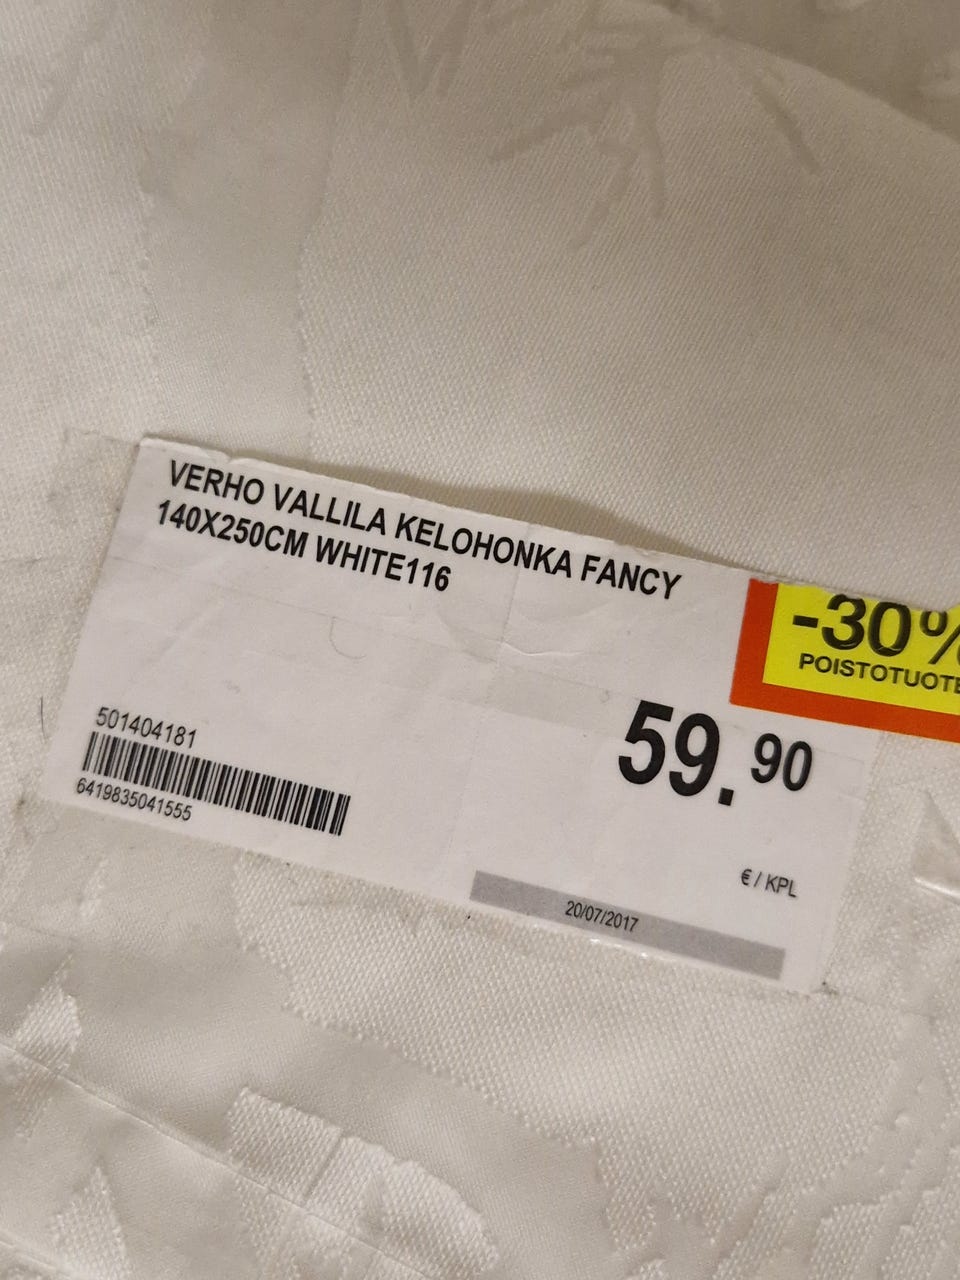 VERHO VALLILA KELOHONKA FANCY
140X250CM WHITE116
-30%
POISTOTUOTE
59.90
501404181
6419835041555
€ / KPL
20/07/2017